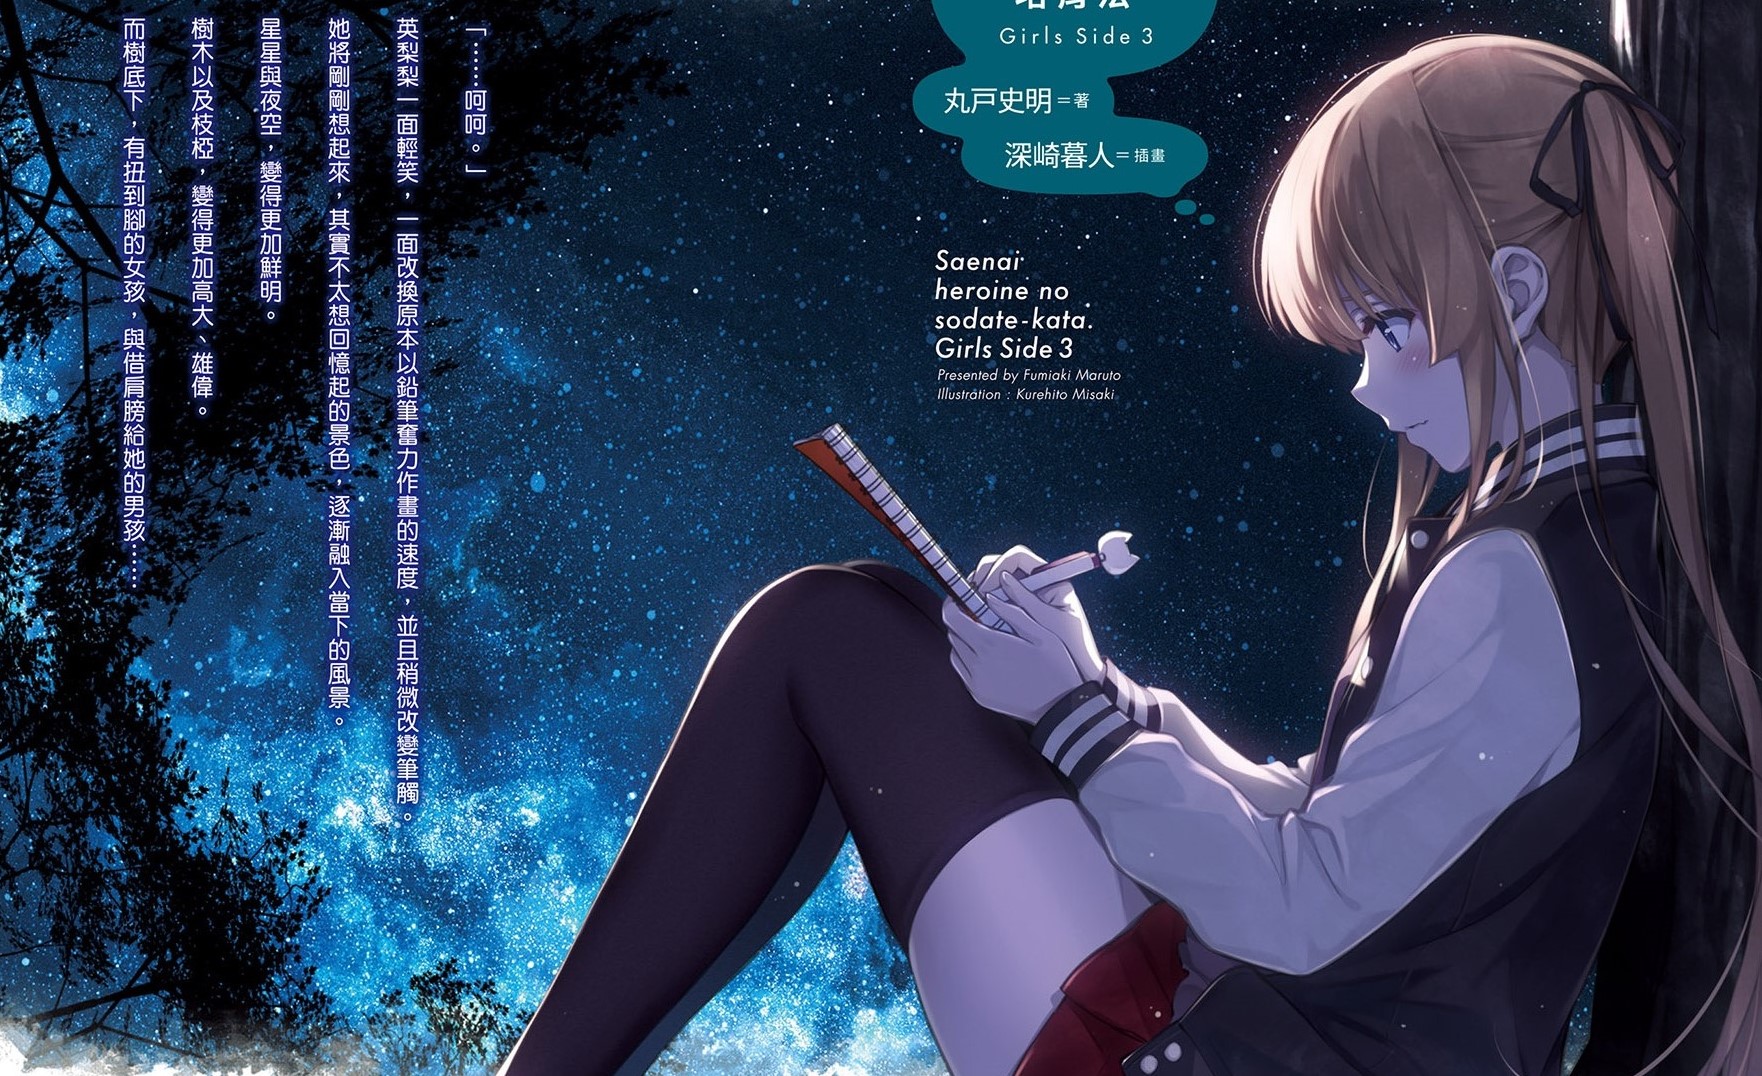 培育法
Girls Side 3
丸戸史明=著
深崎暮人=插畫
Saenai
heroine no
sodate-kata.
Girls Side 3
Presented by Fumiaki Maruto
Illustration : Kurehito Misaki
「……呵呵。」
英梨梨一面輕笑，一面改換原本以鉛筆奮力作畫的速度，並且稍微改變筆觸。
她將剛剛想起來，其實不太想回憶起的景色，逐漸融入當下的風景。
星星與夜空，變得更加鮮明。
樹木以及枝椏，變得更加高大、雄偉。
而樹底下，有扭到腳的女孩，與借肩膀給她的男孩……